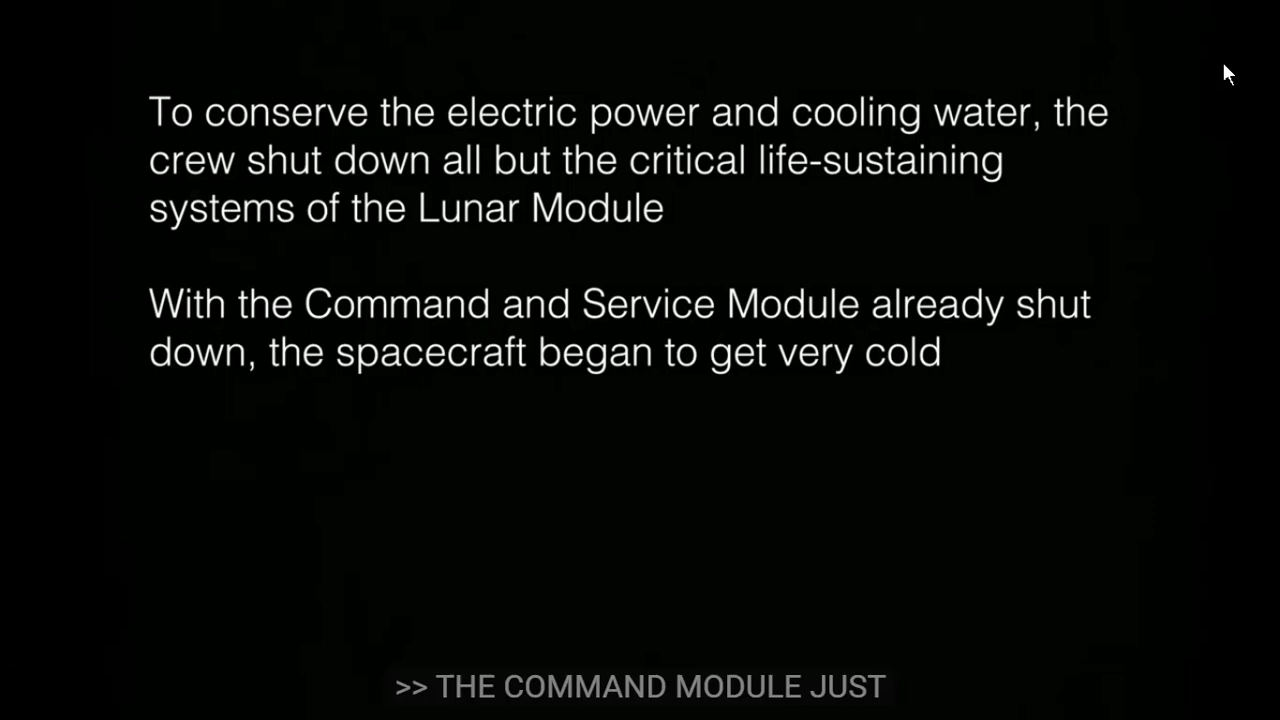 To conserve the electric power and cooling water, the
crew shut down all but the critical life-sustaining
systems of the Lunar Module
With the Command and Service Module already shut
down, the spacecraft began to get very cold
>> THE COMMAND MODULE JUST